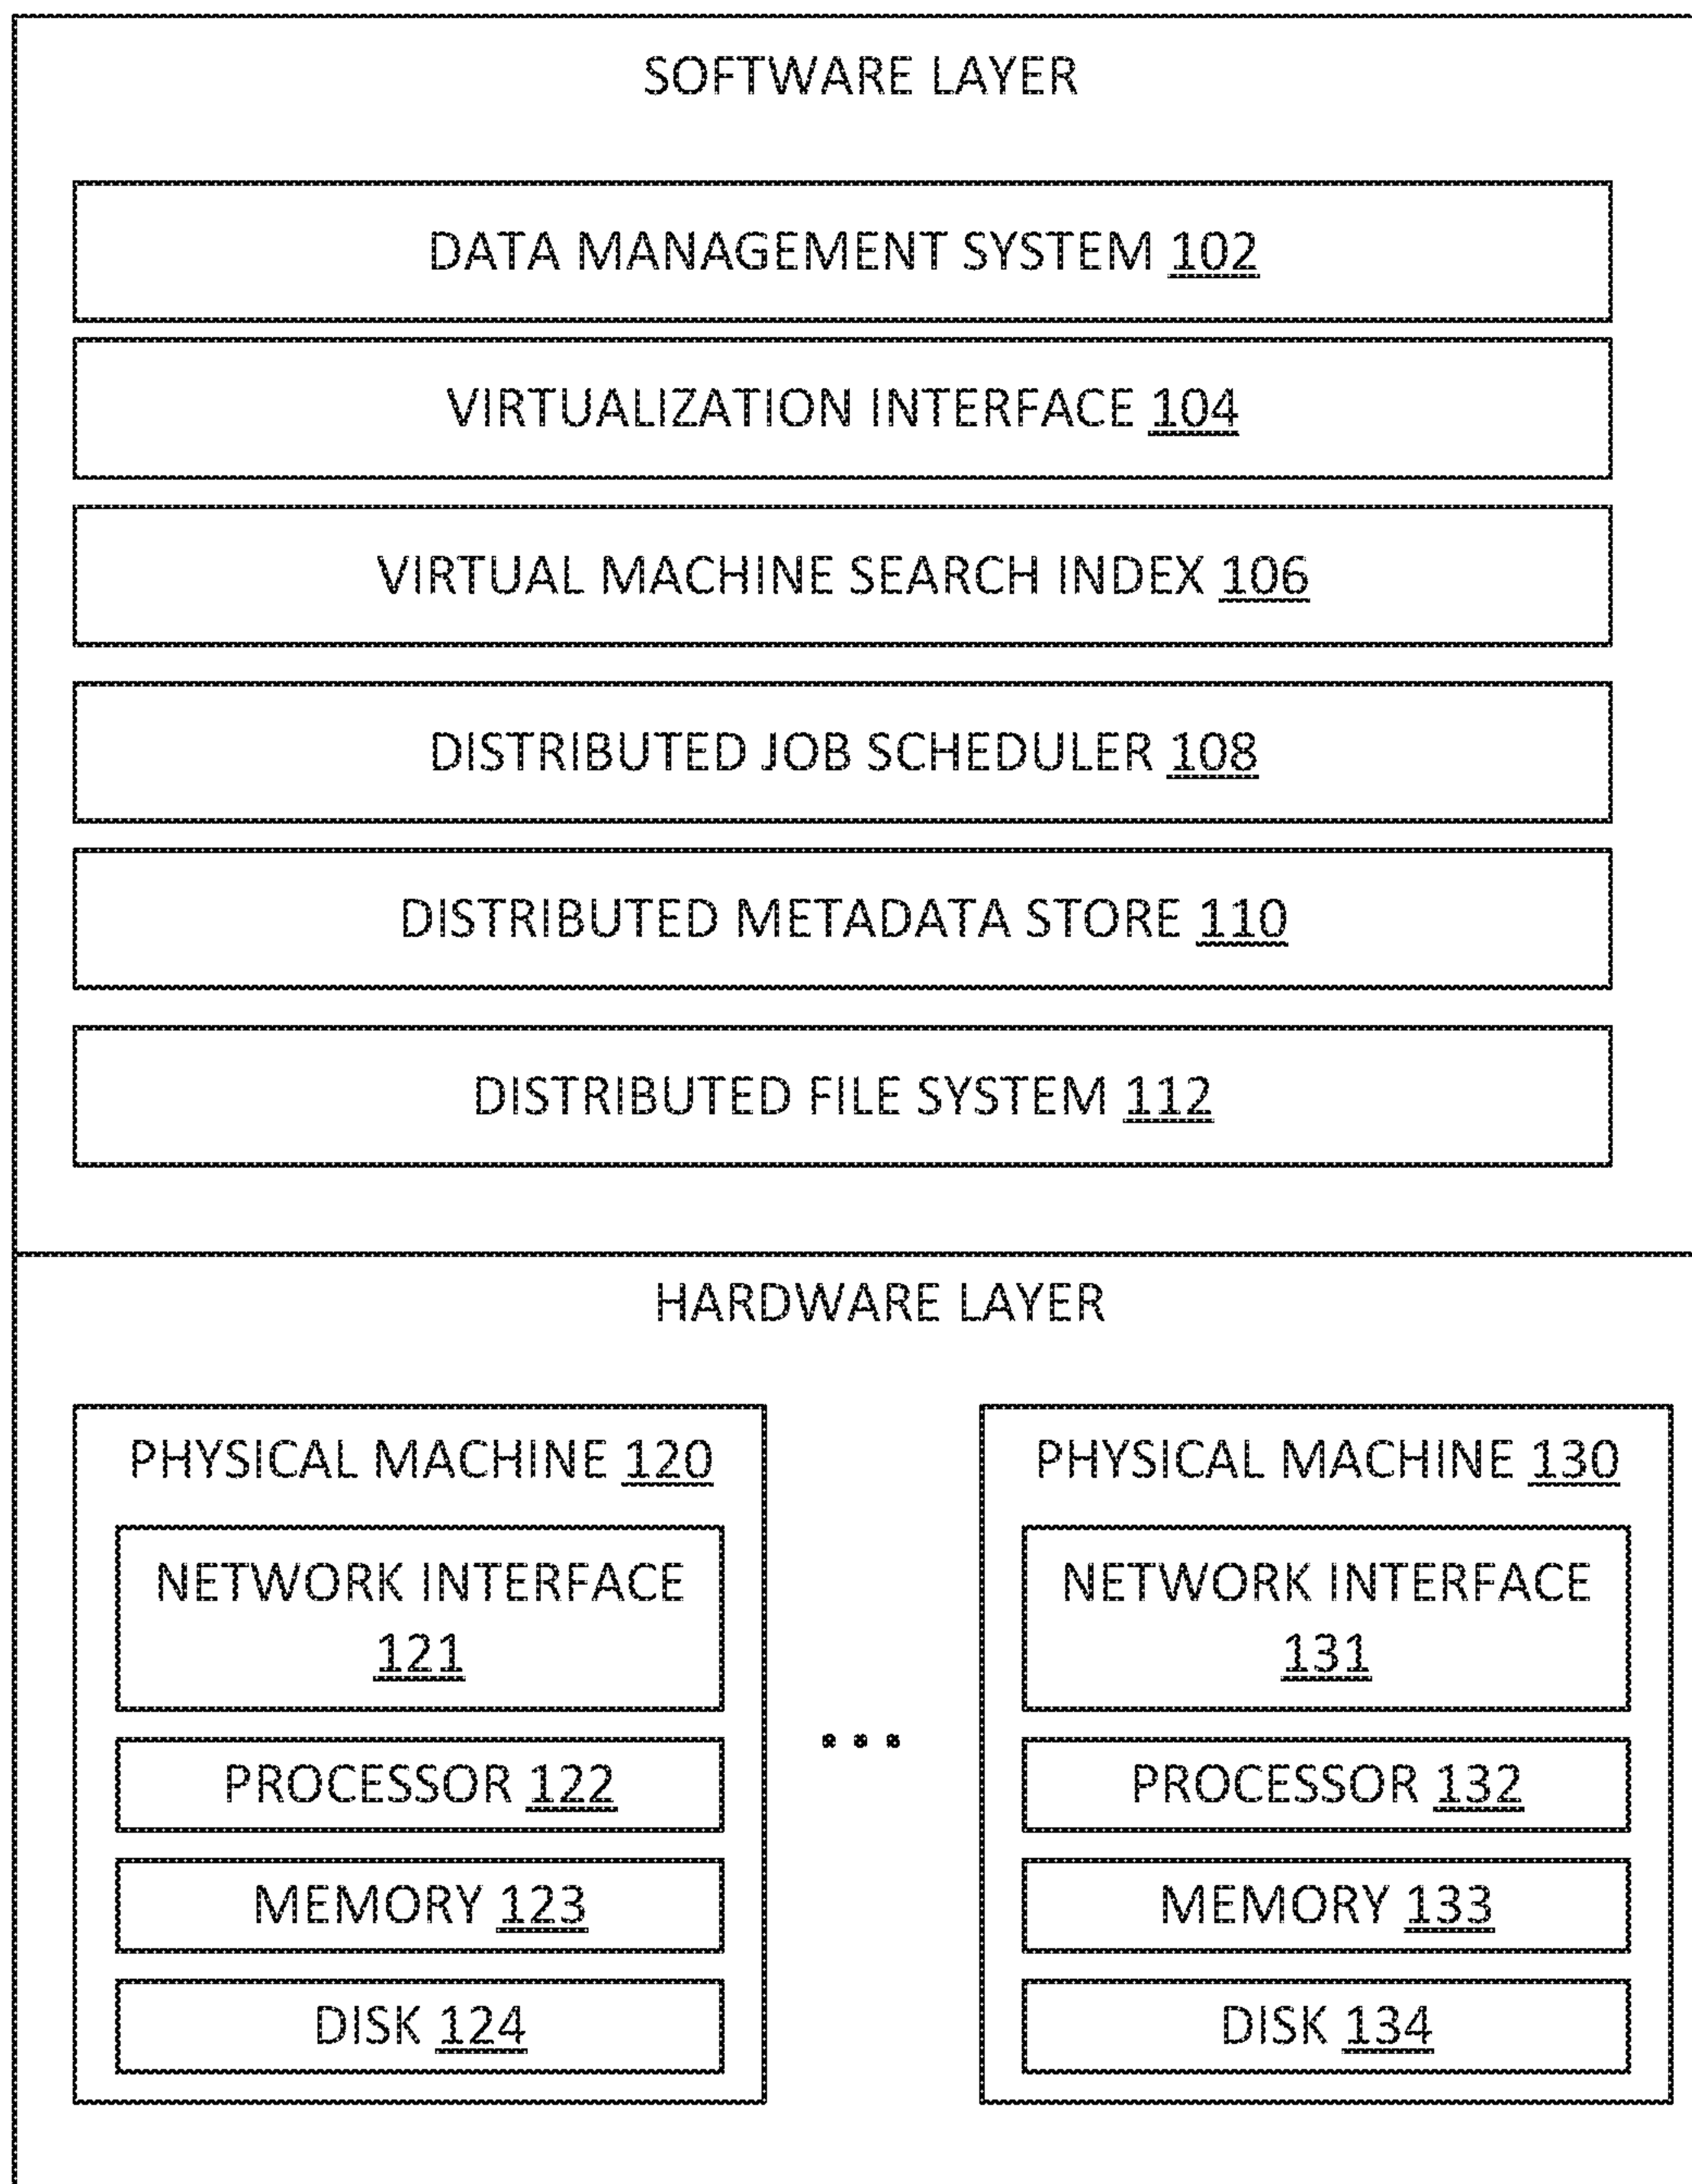 SOFTWARE LAYER
DATA MANAGEMENT SYSTEM 102
VIRTUALIZATION INTERFACE 104
VIRTUAL MACHINE SEARCH INDEX 106
DISTRIBUTED JOB SCHEDULER 108
DISTRIBUTED METADATA STORE 110
DISTRIBUTED FILE SYSTEM 112
HARDWARE LAYER
PHYSICAL MACHINE 120
NETWORK INTERFACE
121
PROCESSOR 122
MEMORY 123
DISK 124
...
PHYSICAL MACHINE 130
NETWORK INTERFACE
131
PROCESSOR 132
MEMORY 133
DISK 134